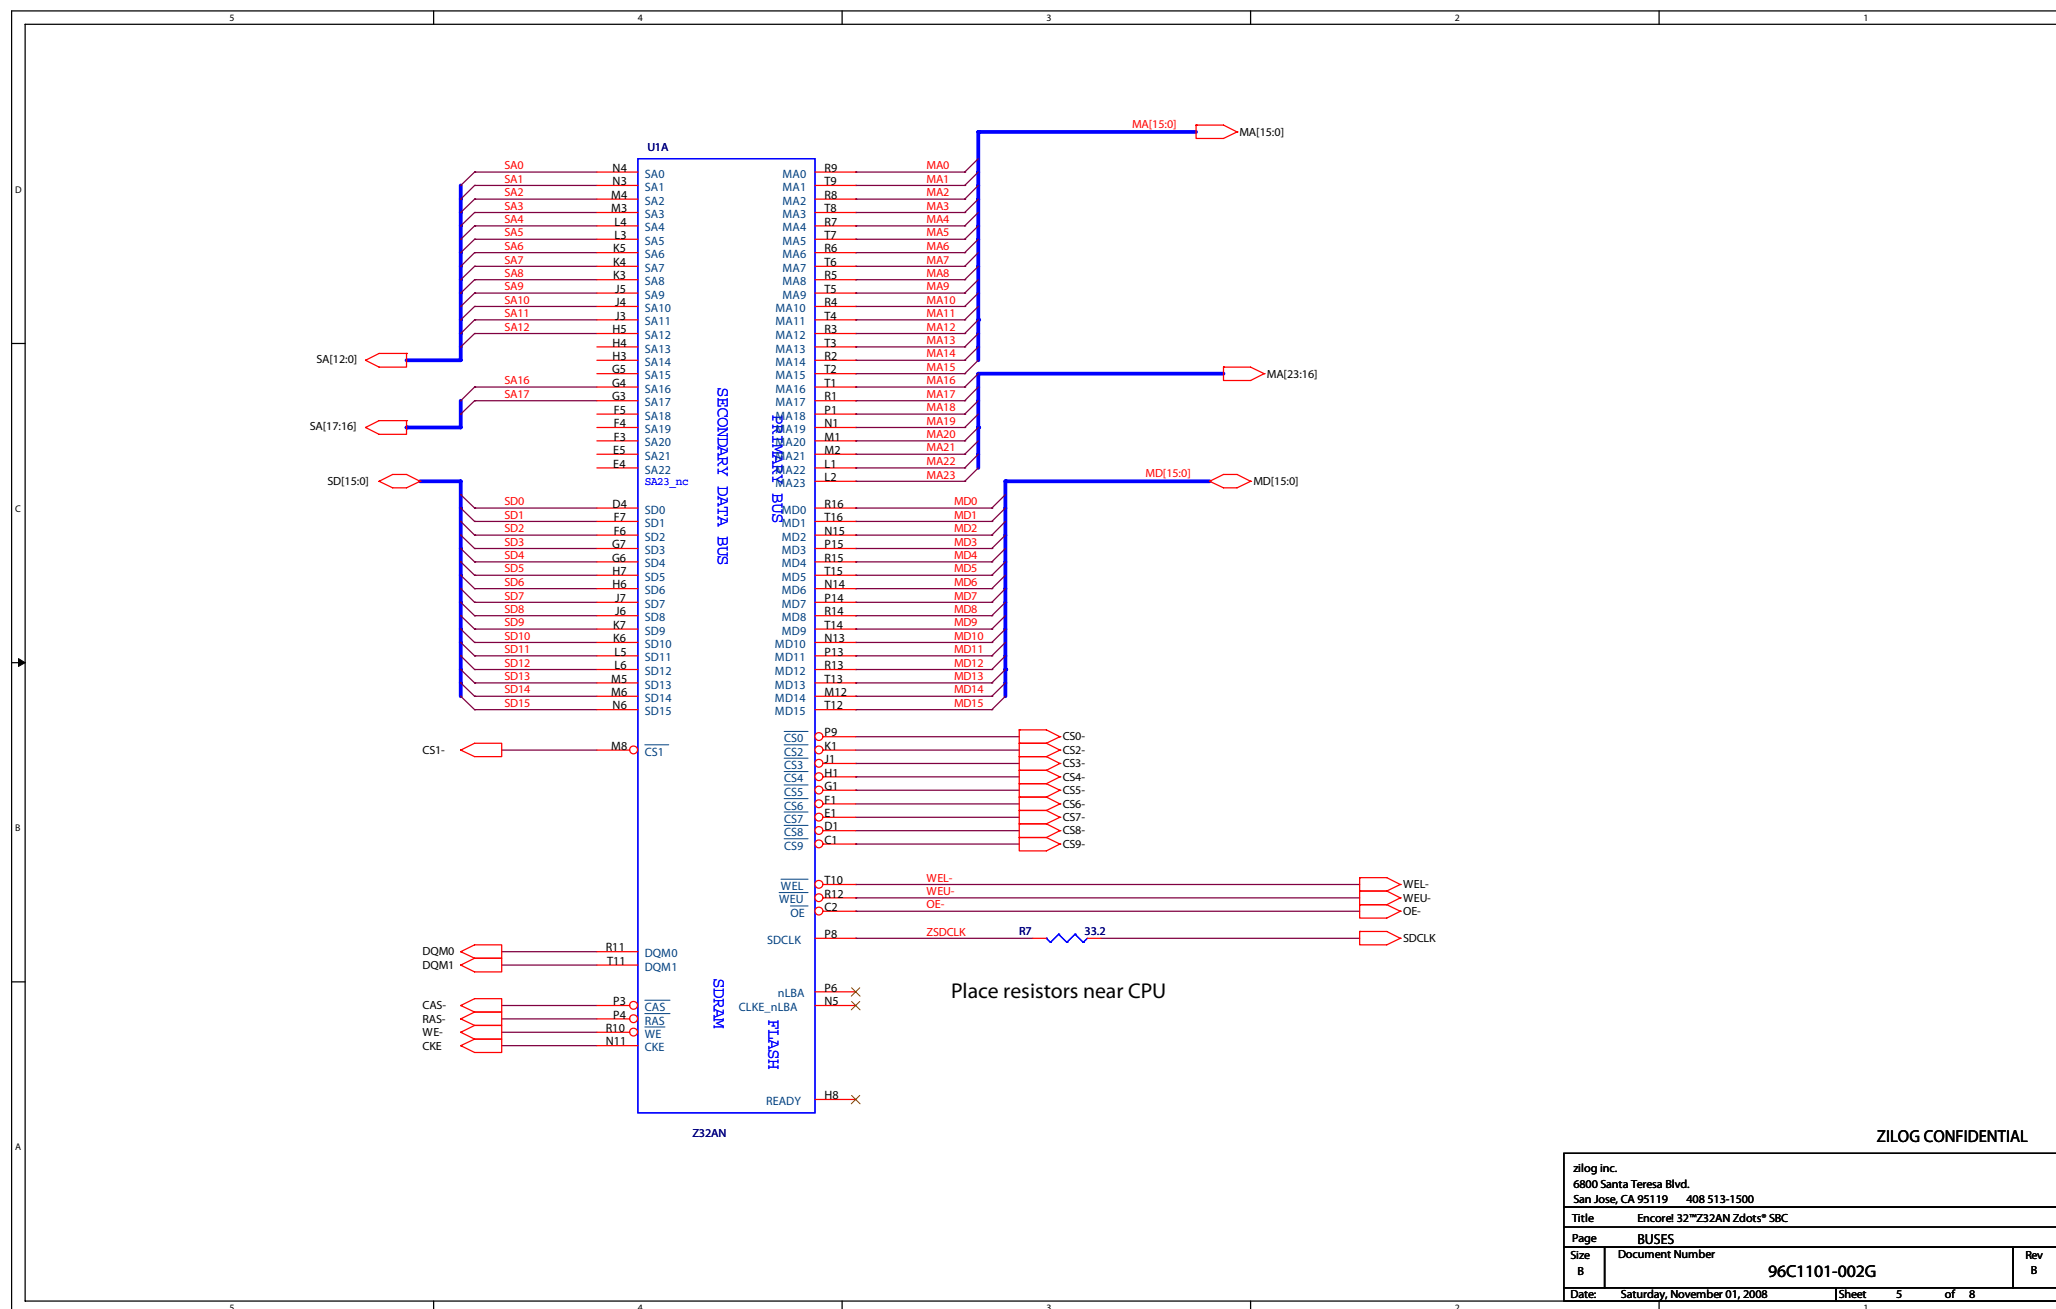 5 4 3 2 1
D
C
B
A
U1A
SA0 N4 SA0
SA1 N3 SA1
SA2 M4 SA2
SA3 M3 SA3
SA4 L4 SA4
SA5 L3 SA5
SA6 K5 SA6
SA7 K4 SA7
SA8 K3 SA8
SA9 J5 SA9
SA10 J4 SA10
SA11 J3 SA11
SA12 H5 SA12
H4 SA13
H3 SA14
G5 SA15
SA16 G4 SA16
SA17 G3 SA17
F5 SA18
F4 SA19
F3 SA20
E5 SA21
E4 SA22
SA23_nc
SA[12:0]
SA[17:16]
SD[15:0]
SD0 D4 SD0
SD1 F7 SD1
SD2 F6 SD2
SD3 G7 SD3
SD4 G6 SD4
SD5 H7 SD5
SD6 H6 SD6
SD7 J7 SD7
SD8 J6 SD8
SD9 K7 SD9
SD10 K6 SD10
SD11 L5 SD11
SD12 L6 SD12
SD13 M5 SD13
SD14 M6 SD14
SD15 N6 SD15
CS1- M8 CS1
DQM0 R11 DQM0
DQM1 T11 DQM1
CAS- P3 CAS
RAS- P4 RAS
WE- R10 WE
CKE N11 CKE
SECONDARY DATA BUS
PRIMARY BUS
SDRAM
FLASH
MA[15:0] MA[15:0]
MA0 R9 MA0
MA1 T9 MA1
MA2 R8 MA2
MA3 T8 MA3
MA4 R7 MA4
MA5 T7 MA5
MA6 R6 MA6
MA7 T6 MA7
MA8 R5 MA8
MA9 T5 MA9
MA10 R4 MA10
MA11 T4 MA11
MA12 R3 MA12
MA13 T3 MA13
MA14 R2 MA14
MA15 T2 MA15
MA16 T1 MA16
MA17 R1 MA17
MA18 P1 MA18
MA19 N1 MA19
MA20 M1 MA20
MA21 M2 MA21
MA22 L1 MA22
MA23 L2 MA23
MA[23:16]
MD[15:0] MD[15:0]
MD0 R16 MD0
MD1 T16 MD1
MD2 N15 MD2
MD3 P15 MD3
MD4 R15 MD4
MD5 T15 MD5
MD6 N14 MD6
MD7 P14 MD7
MD8 R14 MD8
MD9 T14 MD9
MD10 N13 MD10
MD11 P13 MD11
MD12 R13 MD12
MD13 T13 MD13
MD14 M12 MD14
MD15 T12 MD15
CS0 P9 CS0-
CS2 K1 CS2-
CS3 J1 CS3-
CS4 H1 CS4-
CS5 G1 CS5-
CS6 F1 CS6-
CS7 E1 CS7-
CS8 D1 CS8-
CS9 C1 CS9-
WEL T10 WEL- WEL-
WEU R12 WEU- WEU-
OE C2 OE- OE-
SDCLK P8 ZSDCLK R7 33.2 SDCLK
nLBA P6
CLKE_nLBA N5
Place resistors near CPU
READY H8
Z32AN
ZILOG CONFIDENTIAL
zilog inc.
6800 Santa Teresa Blvd.
San Jose, CA 95119 408 513-1500
Title Encore! 32™Z32AN Zdots® SBC
Page BUSES
Size Document Number Rev
B 96C1101-002G B
Date: Saturday, November 01, 2008 Sheet 5 of 8
5 4 3 2 1